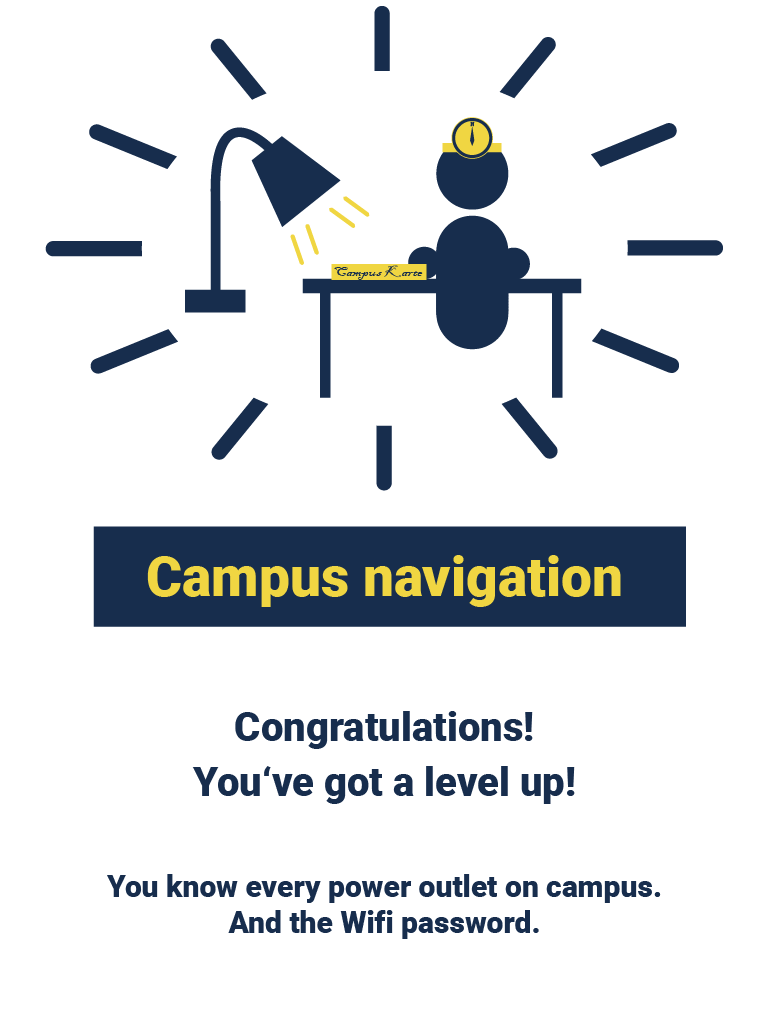 N
Campus Karte
Campus navigation
Congratulations!
You‘ve got a level up!
You know every power outlet on campus.
And the Wifi password.